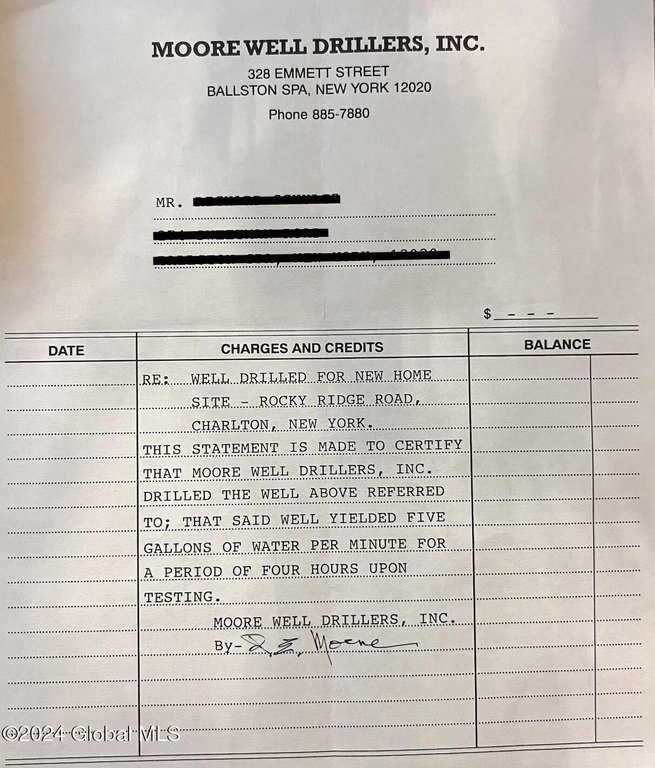 MOORE WELL DRILLERS, INC.
328 EMMETT STREET
BALLSTON SPA, NEW YORK 12020
Phone 885-7880
MR.
$ - - -
DATE CHARGES AND CREDITS BALANCE
RE: WELL DRILLED FOR NEW HOME
SITE - ROCKY RIDGE ROAD,
CHARLTON, NEW YORK.
THIS STATEMENT IS MADE TO CERTIFY
THAT MOORE WELL DRILLERS, INC.
DRILLED THE WELL ABOVE REFERRED
TO; THAT SAID WELL YIELDED FIVE
GALLONS OF WATER PER MINUTE FOR
A PERIOD OF FOUR HOURS UPON
TESTING.
MOORE WELL DRILLERS, INC.
By- Moore
©2024 Global MLS